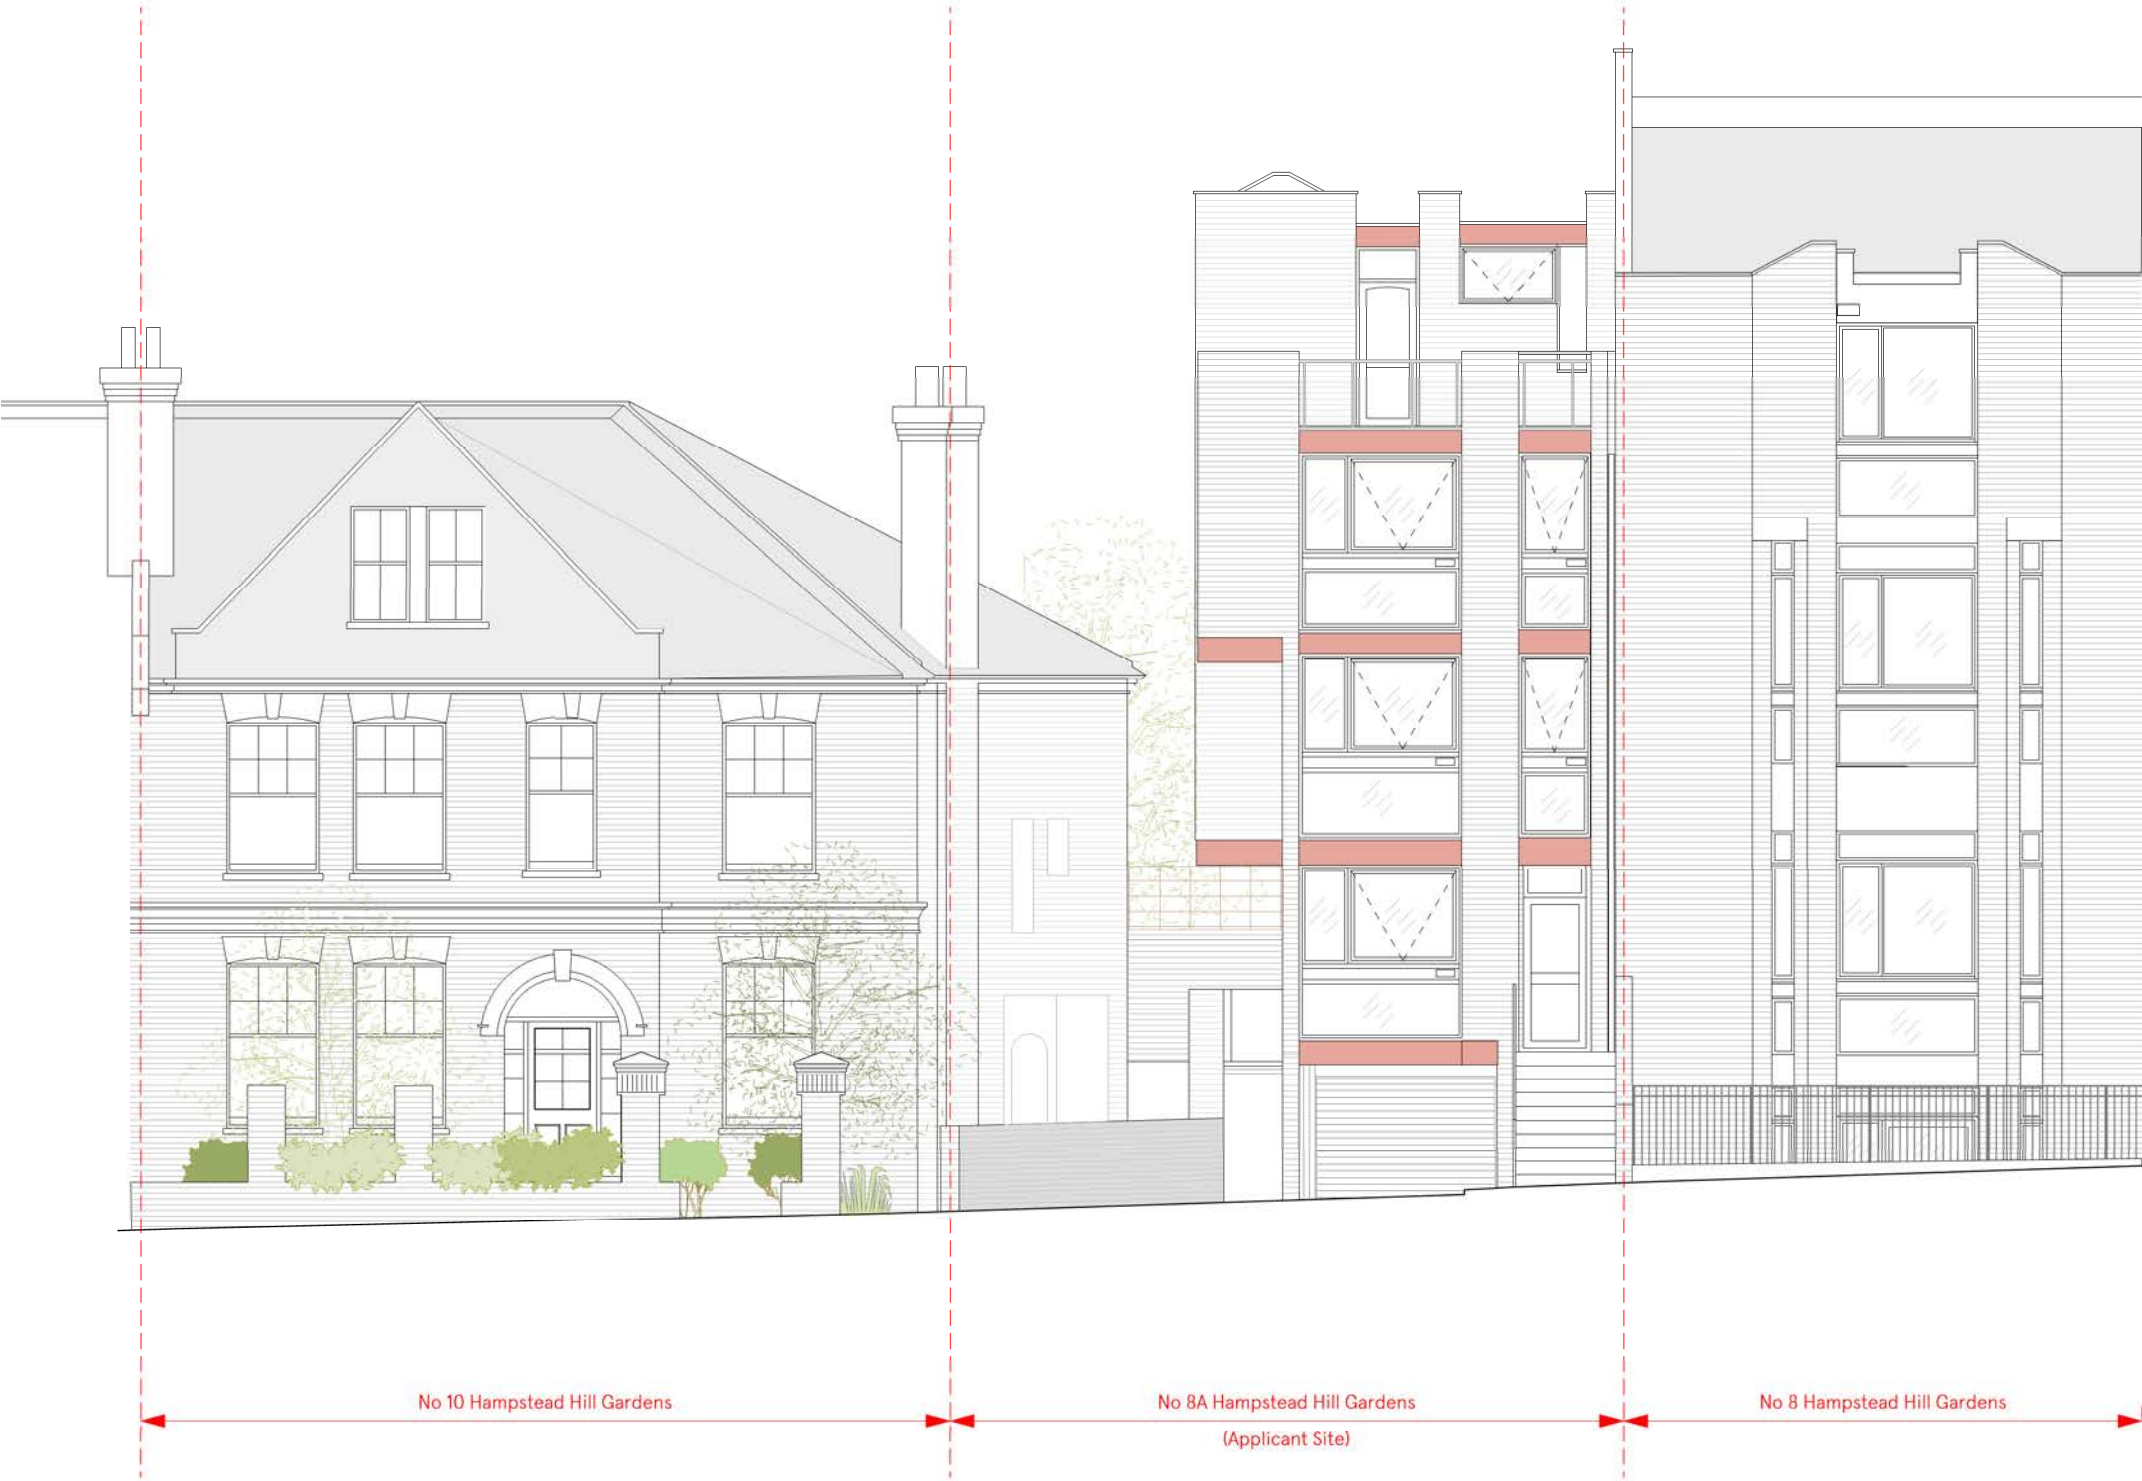 No 10 Hampstead Hill Gardens
No 8A Hampstead Hill Gardens
(Applicant Site)
No 8 Hampstead Hill Gardens